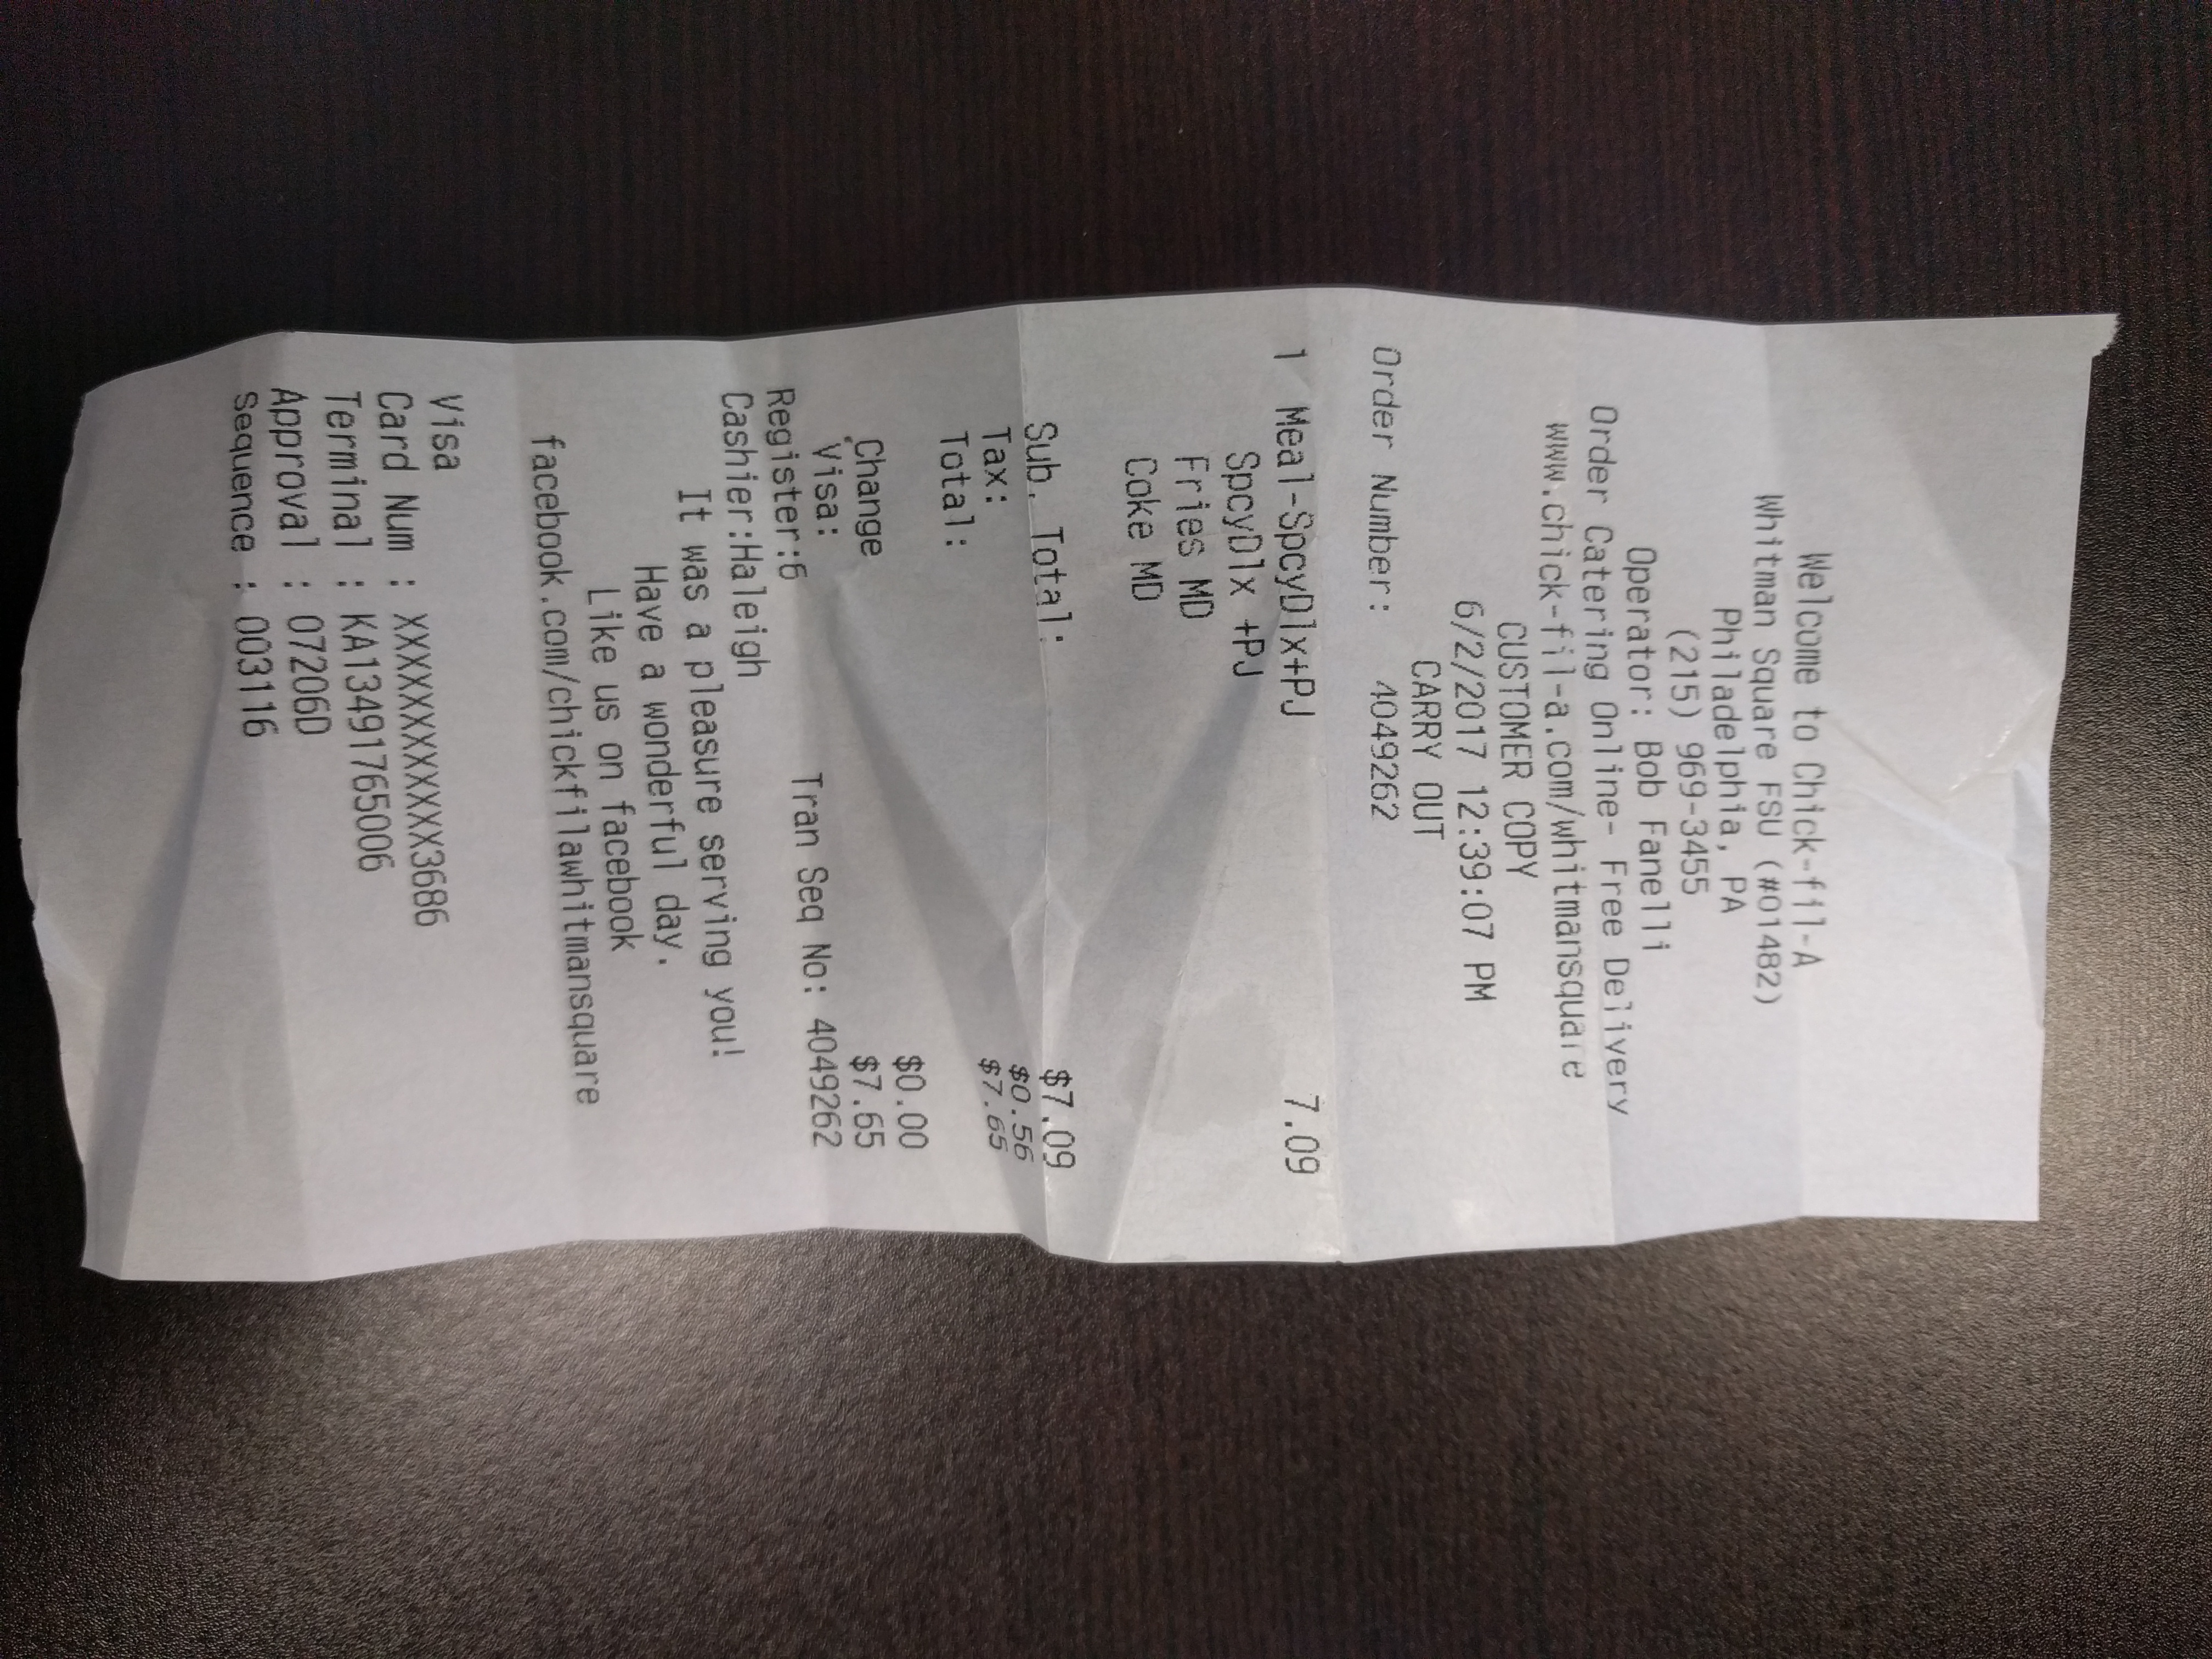 Welcome to Chick-fil-A
Whitman Square FSU (#01482)
Philadelphia, PA
(215) 969-3455
Operator: Bob Fanelli
Order Catering Online- Free Delivery
www.chick-fil-a.com/whitmansquare
CUSTOMER COPY
6/2/2017 12:39:07 PM
CARRY OUT
Order Number: 4049262
1 Meal-SpcyDlx+PJ 7.09
SpcyDlx +PJ
Fries MD
Coke MD
Sub. Total: $7.09
Tax: $0.56
Total: $7.65
Change $0.00
Visa: $7.65
Register:6 Tran Seq No: 4049262
Cashier:Haleigh
It was a pleasure serving you!
Have a wonderful day.
Like us on facebook
facebook.com/chickfilawhitmansquare
Visa
Card Num : XXXXXXXXXXXX3686
Terminal : KA13491765006
Approval : 07206D
Sequence : 003116